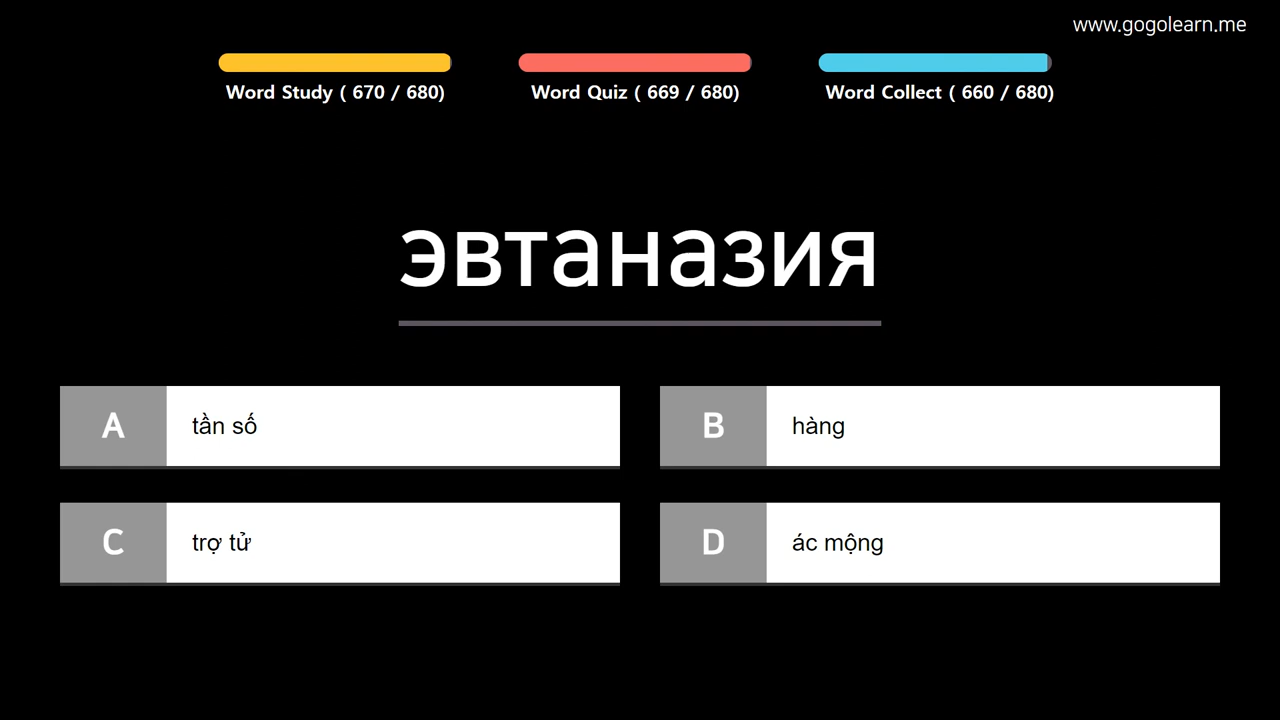 www.gogolearn.me
Word Study ( 670 / 680)
Word Quiz ( 669 / 680)
Word Collect ( 660 / 680)
эвтаназия
A tần số
B hàng
C trợ tử
D ác mộng